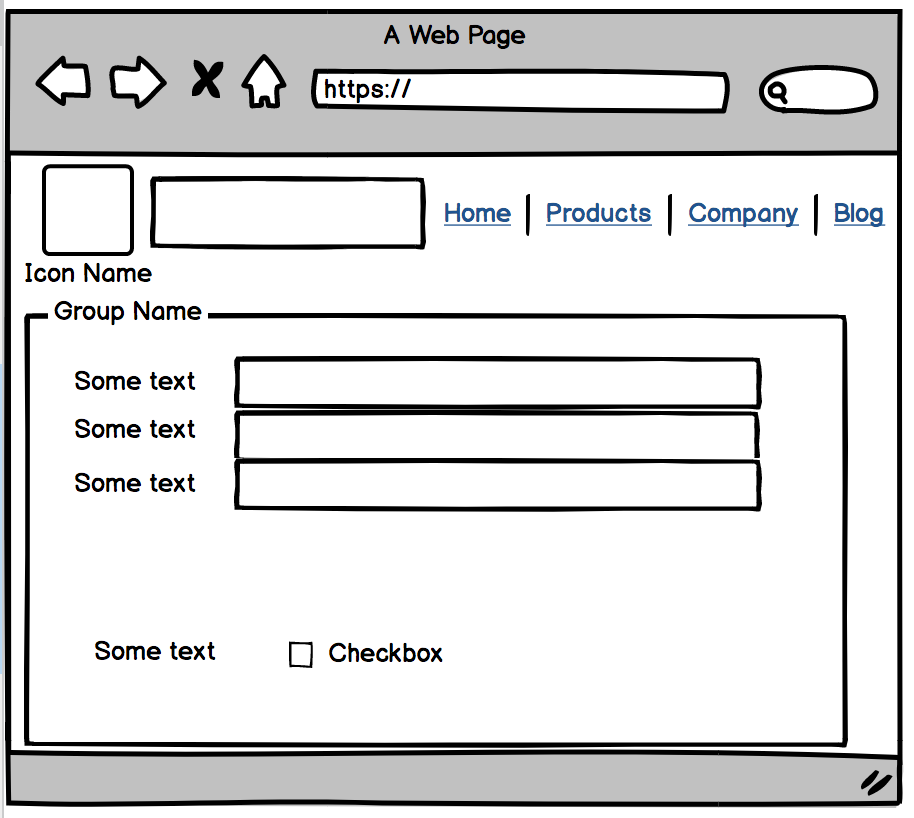 A Web Page
https://
Home Products Company Blog
Icon Name
Group Name
Some text
Some text
Some text
Some text Checkbox